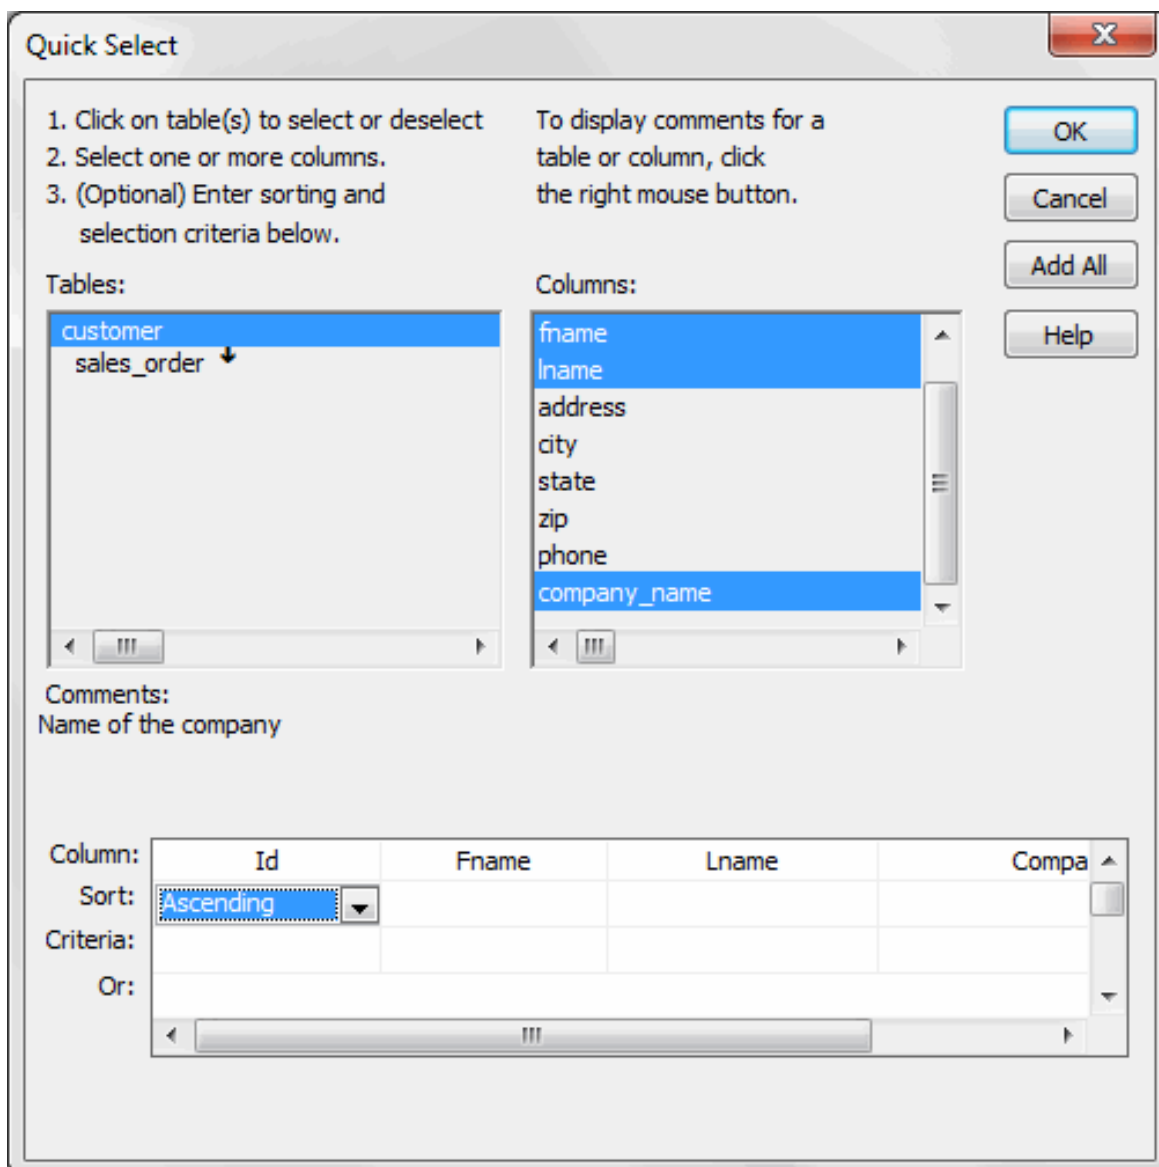 Quick Select
1. Click on table(s) to select or deselect
2. Select one or more columns.
3. (Optional) Enter sorting and
selection criteria below.
To display comments for a
table or column, click
the right mouse button.
OK
Cancel
Add All
Help
Tables:
customer
sales_order
Columns:
fname
lname
address
city
state
zip
phone
company_name
Comments:
Name of the company
Column: Id Fname Lname Compa
Sort: Ascending
Criteria:
Or: